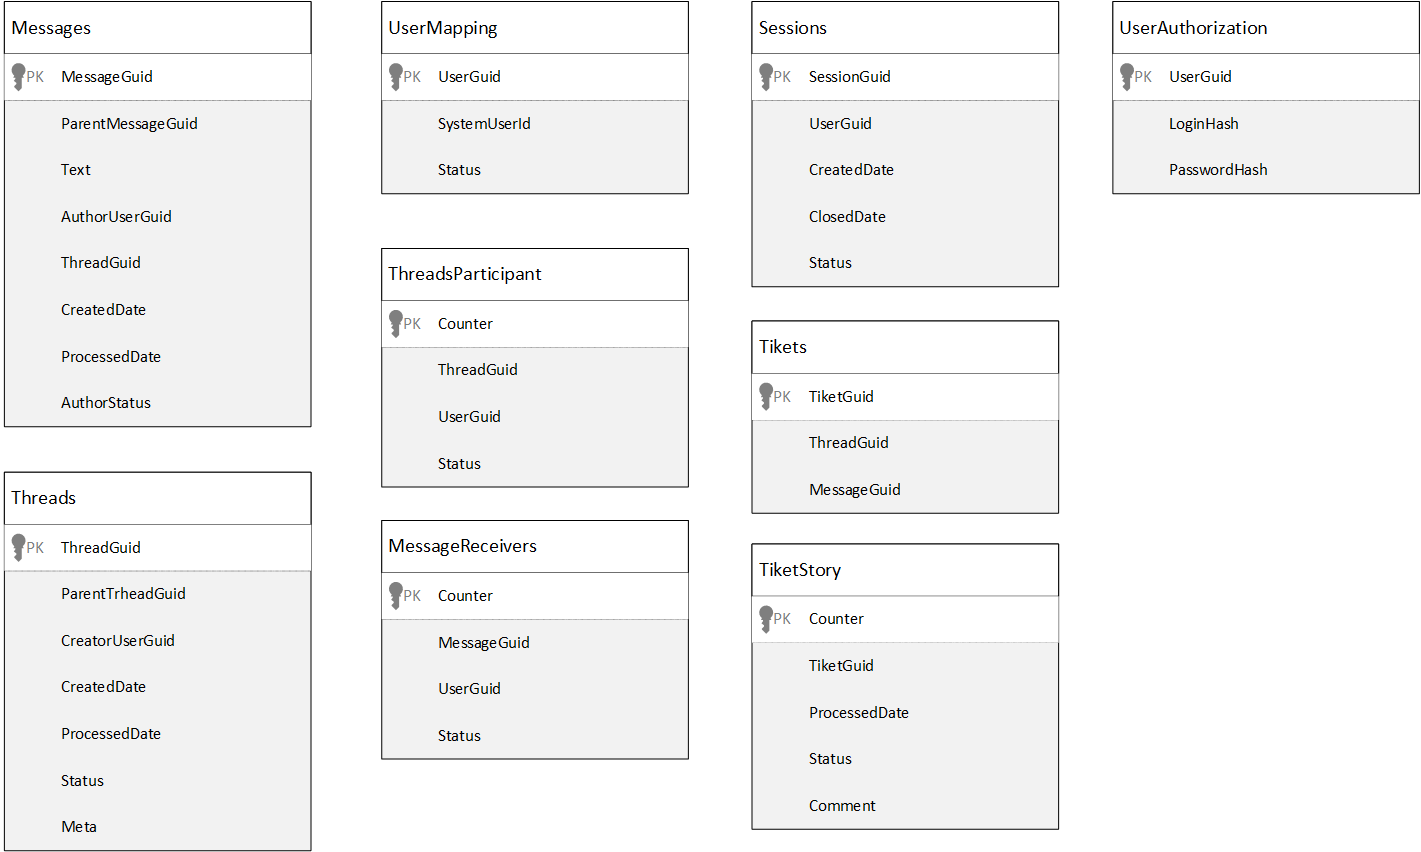 Messages
PK MessageGuid
ParentMessageGuid
Text
AuthorUserGuid
ThreadGuid
CreatedDate
ProcessedDate
AuthorStatus
Threads
PK ThreadGuid
ParentTrheadGuid
CreatorUserGuid
CreatedDate
ProcessedDate
Status
Meta
UserMapping
PK UserGuid
SystemUserId
Status
ThreadsParticipant
PK Counter
ThreadGuid
UserGuid
Status
MessageReceivers
PK Counter
MessageGuid
UserGuid
Status
Sessions
PK SessionGuid
UserGuid
CreatedDate
ClosedDate
Status
Tikets
PK TiketGuid
ThreadGuid
MessageGuid
TiketStory
PK Counter
TiketGuid
ProcessedDate
Status
Comment
UserAuthorization
PK UserGuid
LoginHash
PasswordHash